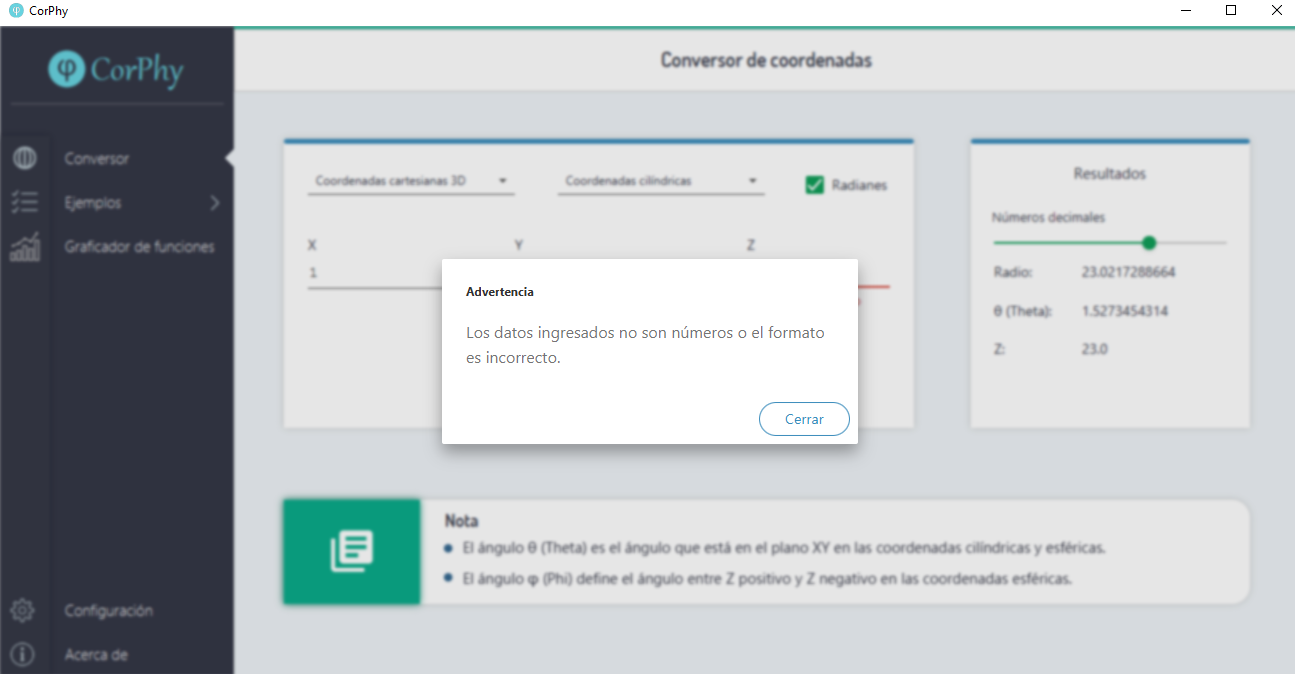 CorPhy
CorPhy
Conversor de coordenadas
Conversor
Ejemplos
Graficador de funciones
Coordenadas cartesianas 3D
Coordenadas cilíndricas
Radianes
X
Y
Z
1
Advertencia
Los datos ingresados no son números o el formato
es incorrecto.
Cerrar
Resultados
Números decimales
Radio: 23.0217288664
θ (Theta): 1.5273454314
Z: 23.0
Nota
El ángulo θ (Theta) es el ángulo que está en el plano XY en las coordenadas cilíndricas y esféricas.
El ángulo φ (Phi) define el ángulo entre Z positivo y Z negativo en las coordenadas esféricas.
Configuración
Acerca de